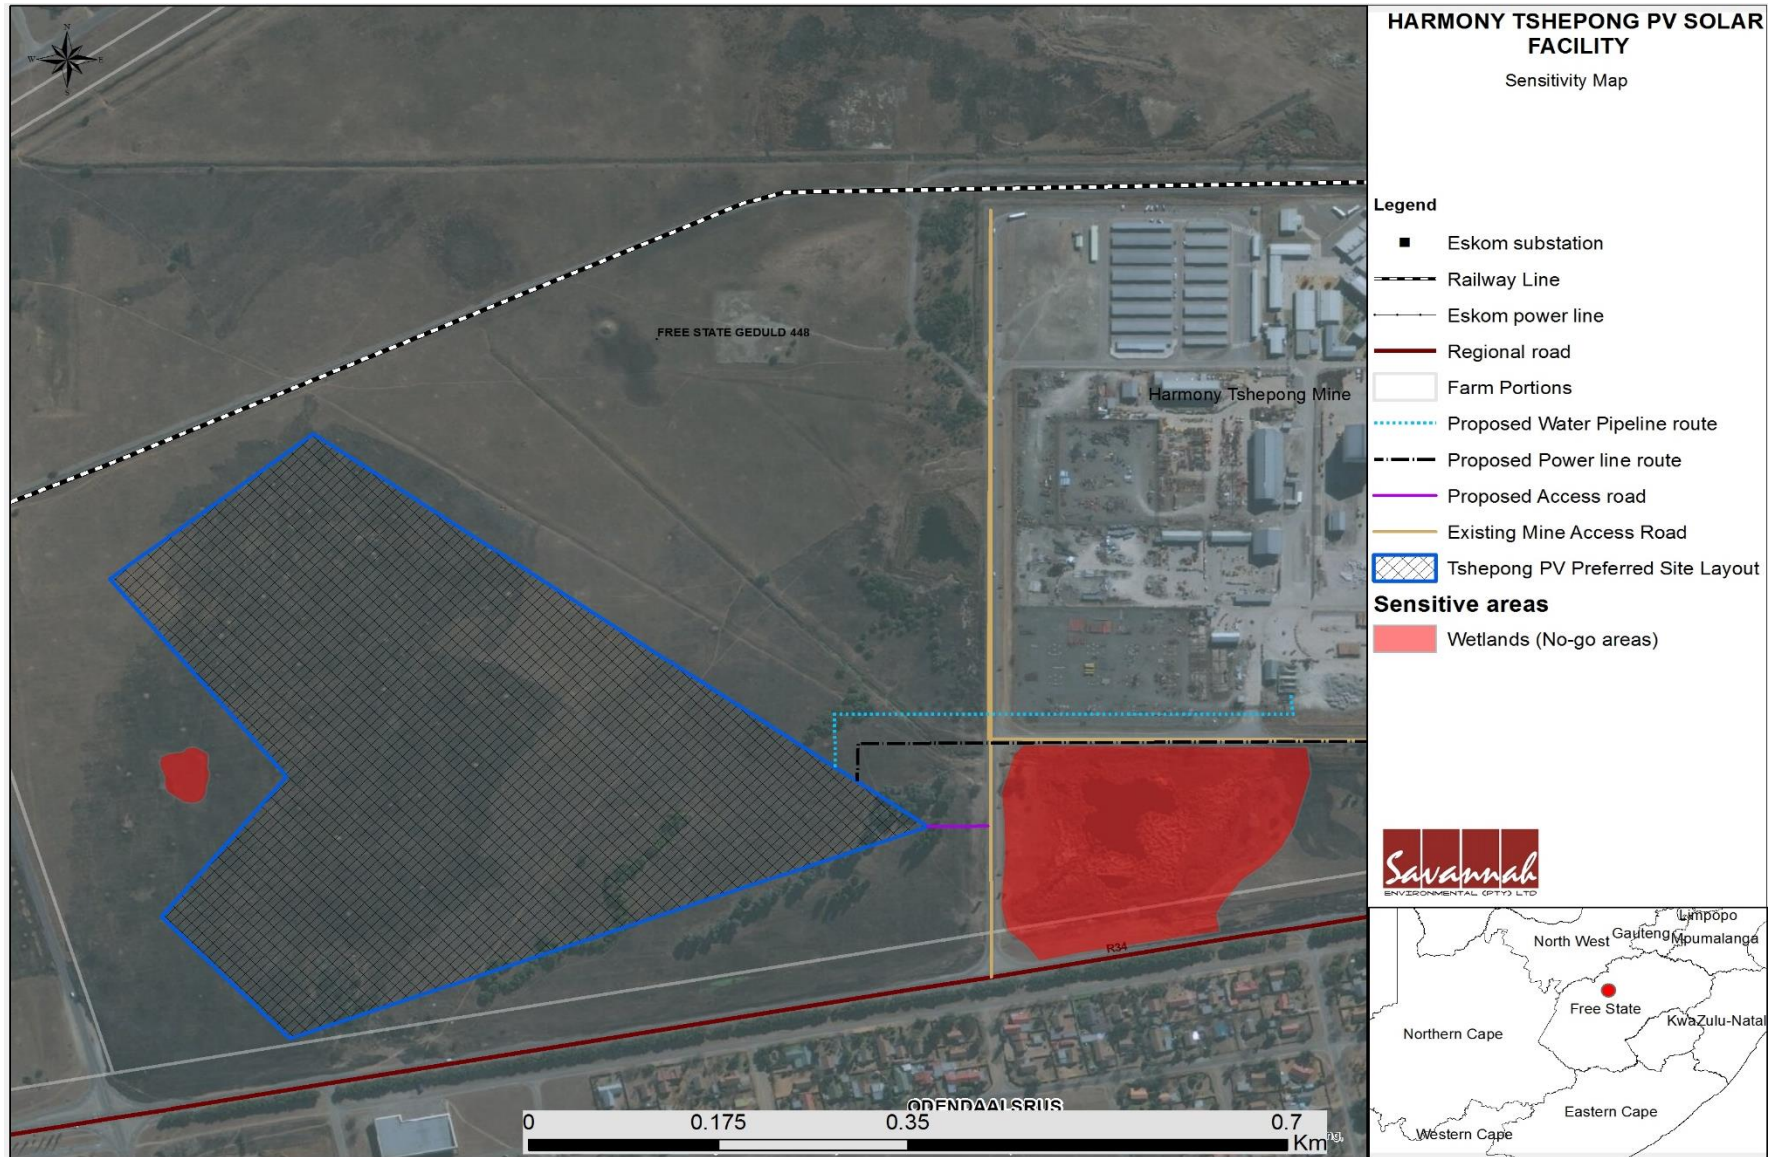 HARMONY TSHEPONG PV SOLAR
FACILITY
Sensitivity Map
N
W
E
S
Legend
Eskom substation
Railway Line
Eskom power line
Regional road
Farm Portions
Proposed Water Pipeline route
Proposed Power line route
Proposed Access road
Existing Mine Access Road
Tshepong PV Preferred Site Layout
Sensitive areas
Wetlands (No-go areas)
FREE STATE GEDULD 448
Harmony Tshepong Mine
R34
ODENDAALSRUS
0
0.175
0.35
0.7
Km
Savannah
ENVIRONMENTAL (PTY) LTD
Limpopo
North West
Gauteng
Mpumalanga
Free State
KwaZulu-Natal
Northern Cape
Eastern Cape
Western Cape